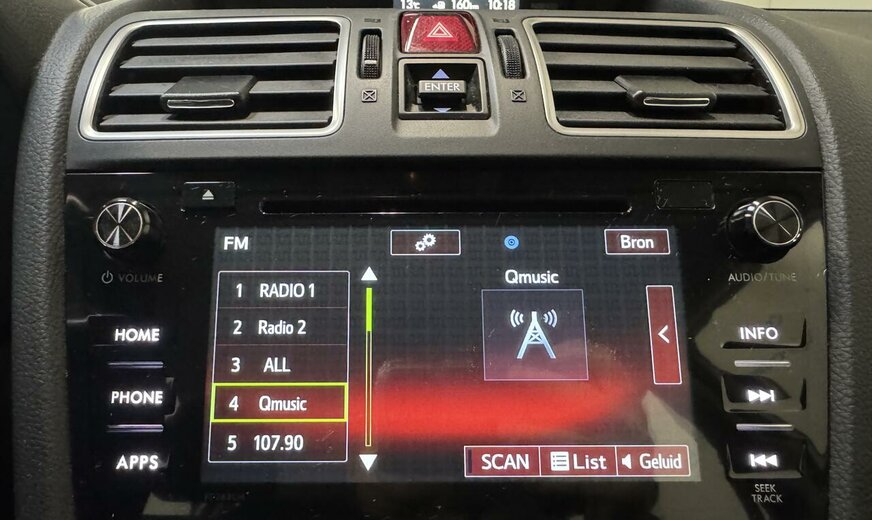 13°C 160km 10:18
ENTER
VOLUME
AUDIO/TUNE
FM
Bron
Qmusic
1 RADIO 1
2 Radio 2
3 ALL
4 Qmusic
5 107.90
SCAN List Geluid
HOME
PHONE
APPS
INFO
SEEK
TRACK